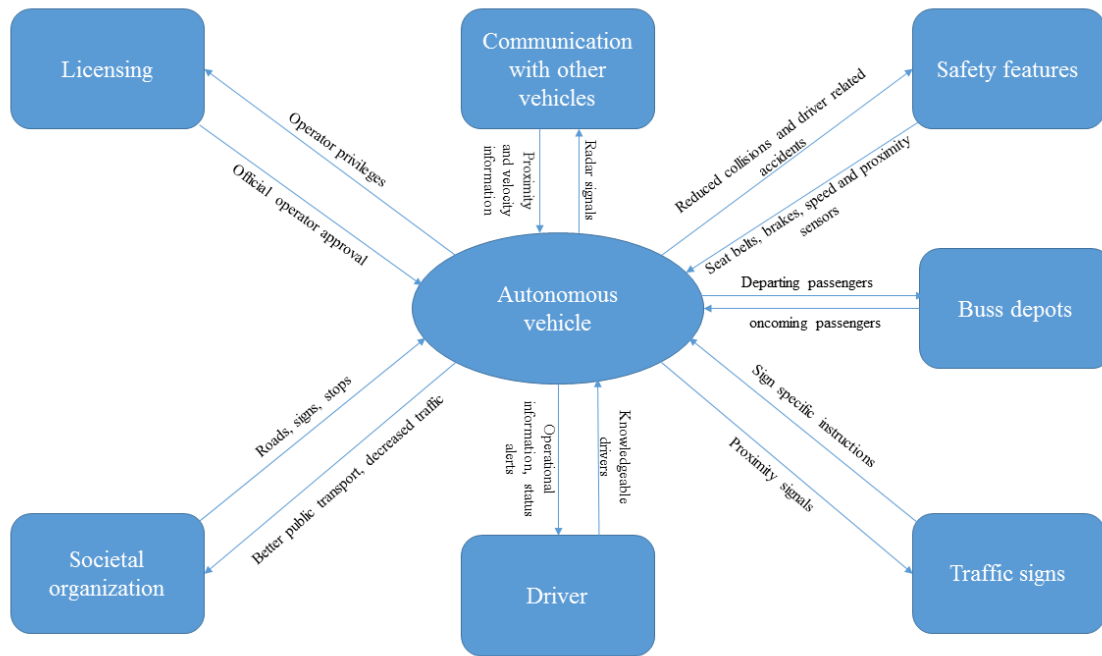 Licensing
Communication
with other
vehicles
Safety features
Operator privileges
Official operator approval
Proximity
and velocity
information
Radar signals
Reduced collisions and driver related
accidents
Seat belts, brakes, speed and proximity
sensors
Autonomous
vehicle
Departing passengers
oncoming passengers
Buss depots
Roads, signs, stops
Better public transport, decreased traffic
Operational
information, status
alerts
Knowledgeable
drivers
Sign specific instructions
Proximity signals
Societal
organization
Driver
Traffic signs